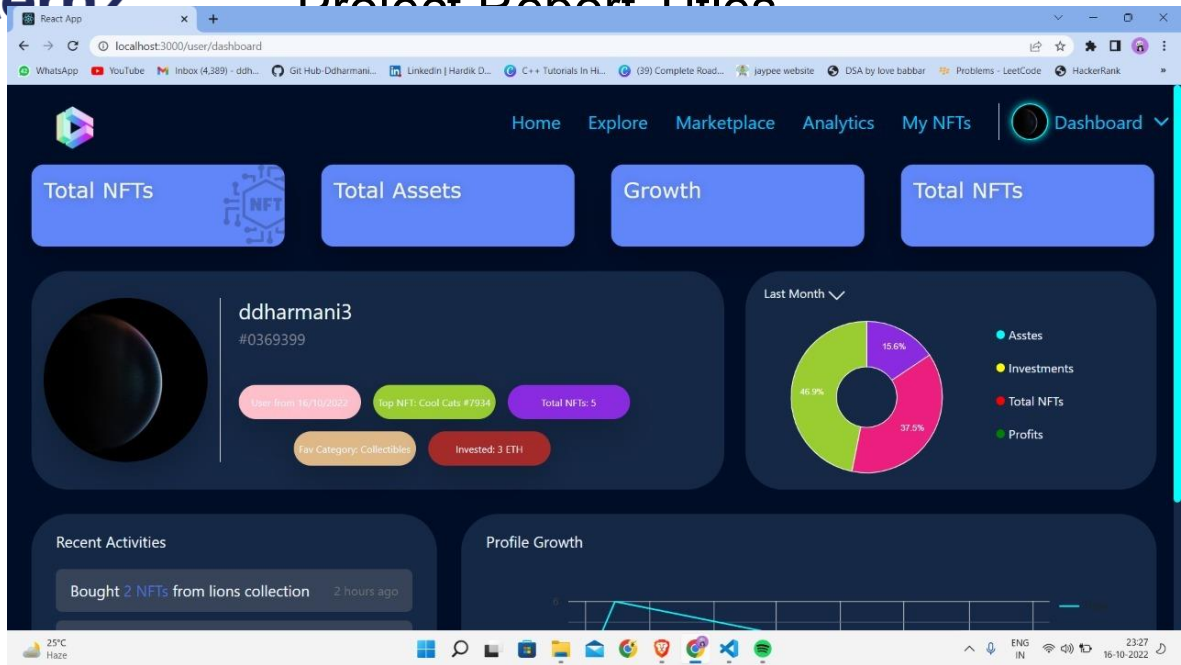 Project Report Titles
React App
localhost:3000/user/dashboard
WhatsApp YouTube Inbox (4,389) - ddh... Git Hub-Ddharmani... LinkedIn | Hardik D... C++ Tutorials In Hi... (39) Complete Road... jaypee website DSA by love babbar Problems - LeetCode HackerRank »
Home Explore Marketplace Analytics My NFTs Dashboard
Total NFTs NFT Total Assets Growth Total NFTs
ddharmani3
#0369399
User from 16/10/2022 Top NFT: Cool Cats #7934 Total NFTs: 5
Fav Category: Collectibles Invested: 3 ETH
Last Month
15.6%
46.9%
37.5%
Asstes
Investments
Total NFTs
Profits
Recent Activities
Bought 2 NFTs from lions collection 2 hours ago
Profile Growth
6
25°C
Haze
ENG
IN
23:27
16-10-2022